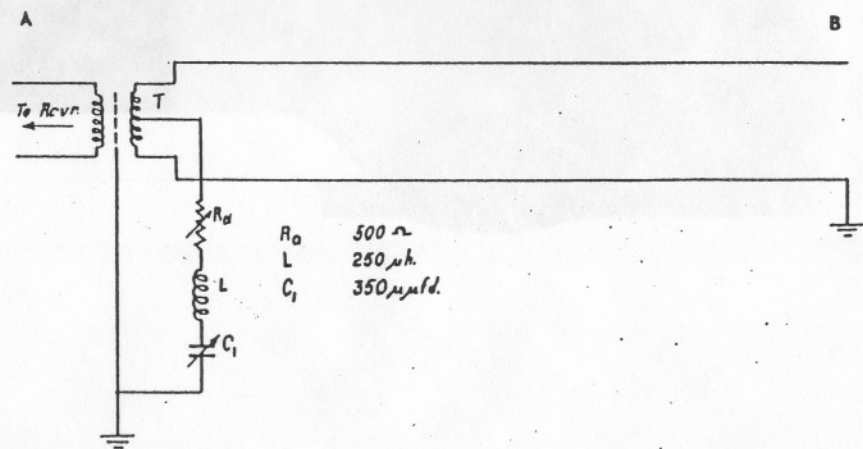 A
B
To Rcvr.
T
Ra
L
C1
Ra 500 Ω
L 250 μh.
C1 350 μμfd.